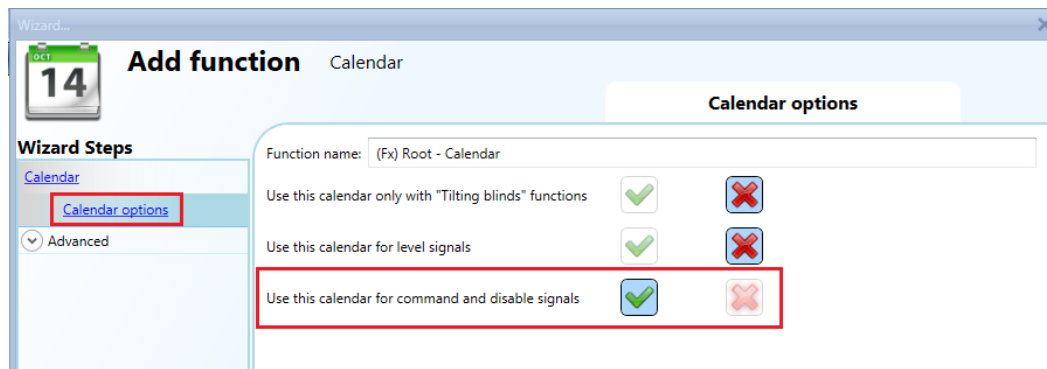 Wizard...
OCT
14
Add function Calendar
Calendar options
Wizard Steps
Calendar
Calendar options
Advanced
Function name: (Fx) Root - Calendar
Use this calendar only with "Tilting blinds" functions
Use this calendar for level signals
Use this calendar for command and disable signals